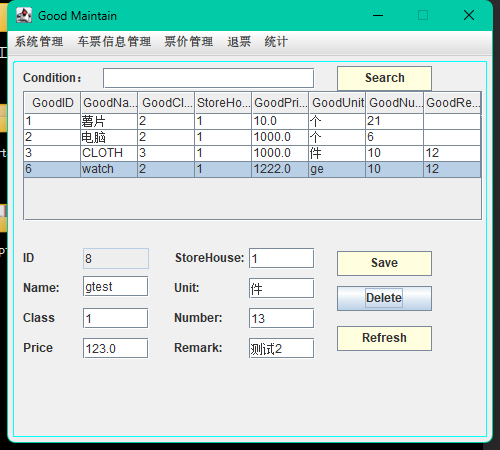 Good Maintain
系统管理 车票信息管理 票价管理 退票 统计
Condition: Search
GoodID GoodNa... GoodCl... StoreHo... GoodPri... GoodUnit GoodNu... GoodRe...
1 薯片 2 1 10.0 个 21
2 电脑 2 1 1000.0 个 6
3 CLOTH 3 1 1000.0 件 10 12
6 watch 2 1 1222.0 ge 10 12
ID 8 StoreHouse: 1 Save
Name: gtest Unit: 件 Delete
Class 1 Number: 13 Refresh
Price 123.0 Remark: 测试2